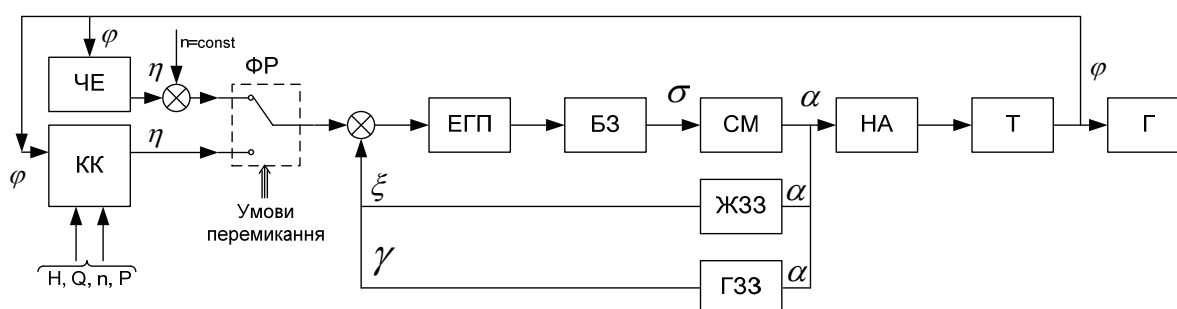 φ
n=const
ФР
ЧЕ
η
φ
σ
α
ЕГП
БЗ
СМ
НА
Т
Г
КК
η
φ
ξ
ЖЗЗ
α
Умови
перемикання
γ
ГЗЗ
α
H, Q, n, P